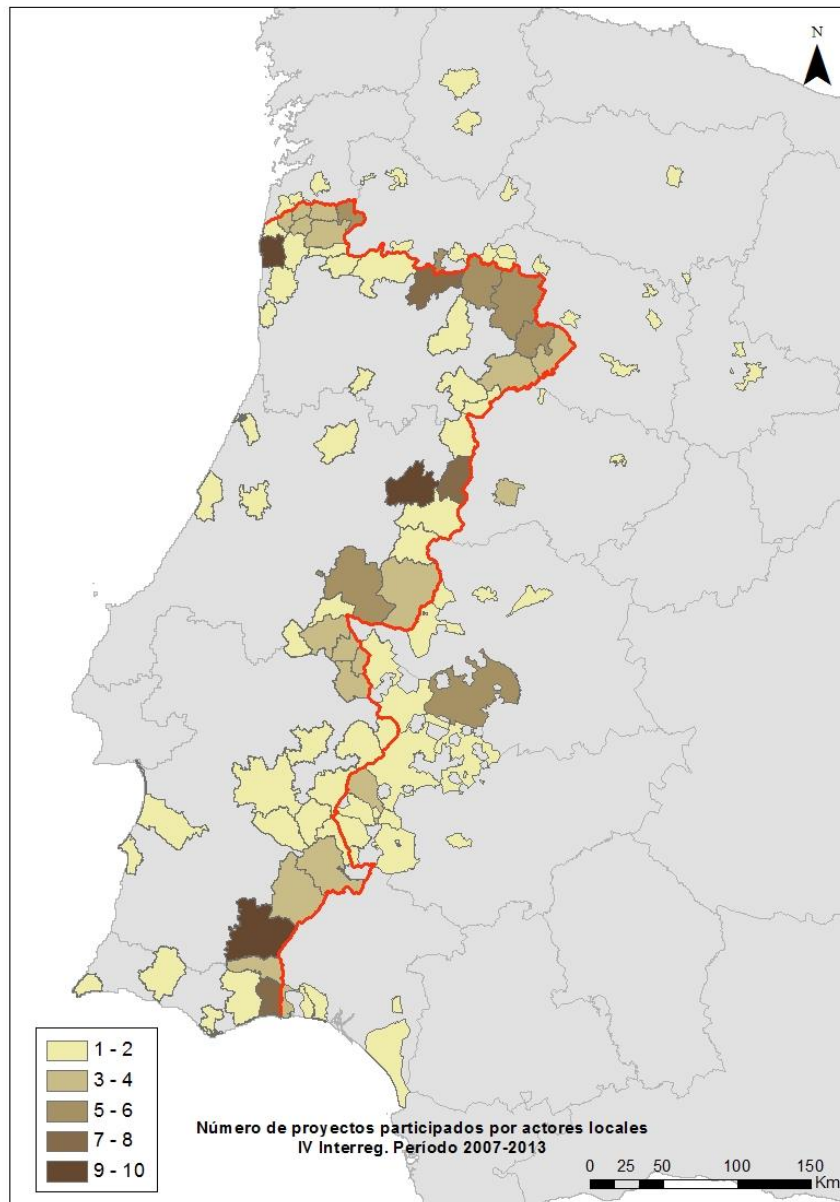 N
1 - 2
3 - 4
5 - 6
7 - 8
9 - 10
Número de proyectos participados por actores locales
IV Interreg. Período 2007-2013
0 25 50 100 150
Km